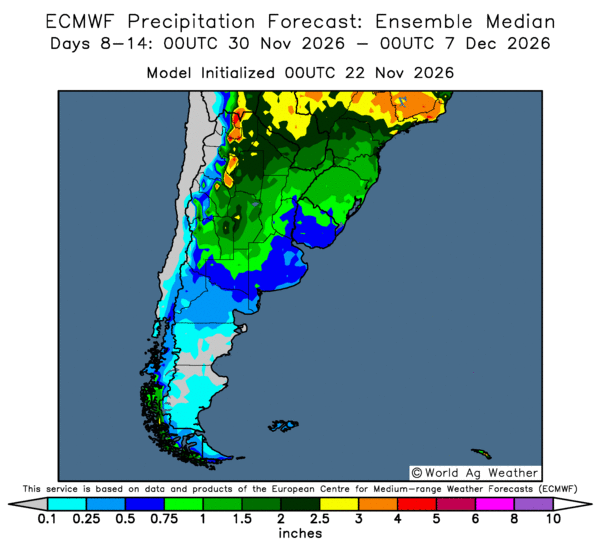 ECMWF Precipitation Forecast: Ensemble Median
Days 8-14: 00UTC 30 Nov 2026 - 00UTC 7 Dec 2026
Model Initialized 00UTC 22 Nov 2026
© World Ag Weather
This service is based on data and products of the European Centre for Medium-range Weather Forecasts (ECMWF)
0.1 0.25 0.5 0.75 1 1.5 2 2.5 3 4 5 6 8 10
inches